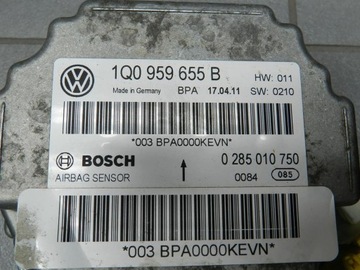 1Q0 959 655 B HW: 011
Made in Germany BPA 17.04.11 SW: 0210
*003 BPA0000KEVN*
BOSCH 0 285 010 750
AIRBAG SENSOR 0084 085
*003 BPA0000KEVN*